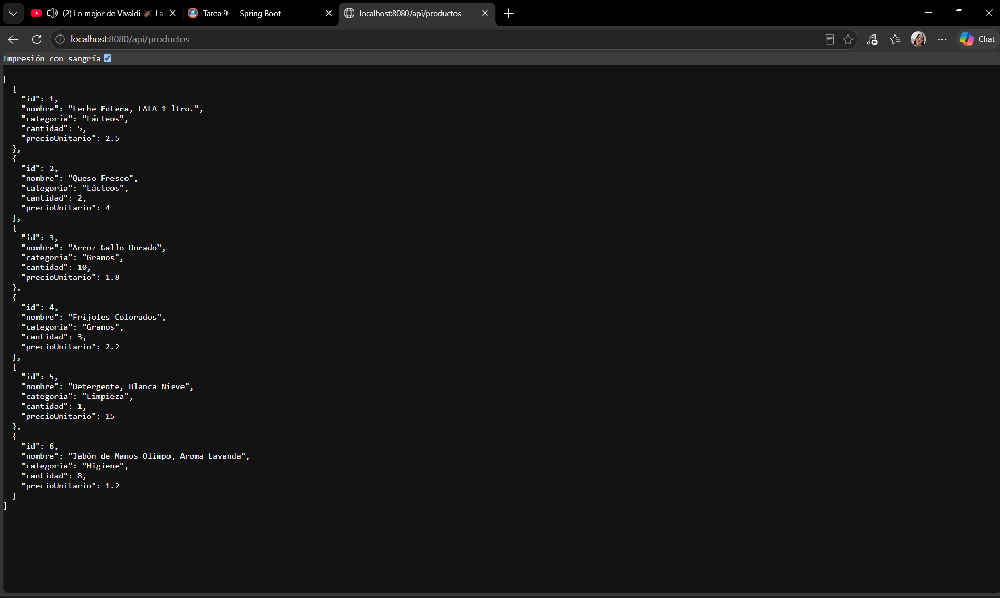 (2) Lo mejor de Vivaldi 🎻 La
Tarea 9 — Spring Boot
localhost:8080/api/productos
localhost:8080/api/productos
Chat
Impresión con sangría
[
  {
    "id": 1,
    "nombre": "Leche Entera, LALA 1 ltro.",
    "categoria": "Lácteos",
    "cantidad": 5,
    "precioUnitario": 2.5
  },
  {
    "id": 2,
    "nombre": "Queso Fresco",
    "categoria": "Lácteos",
    "cantidad": 2,
    "precioUnitario": 4
  },
  {
    "id": 3,
    "nombre": "Arroz Gallo Dorado",
    "categoria": "Granos",
    "cantidad": 10,
    "precioUnitario": 1.8
  },
  {
    "id": 4,
    "nombre": "Frijoles Colorados",
    "categoria": "Granos",
    "cantidad": 3,
    "precioUnitario": 2.2
  },
  {
    "id": 5,
    "nombre": "Detergente, Blanca Nieve",
    "categoria": "Limpieza",
    "cantidad": 1,
    "precioUnitario": 15
  },
  {
    "id": 6,
    "nombre": "Jabón de Manos Olimpo, Aroma Lavanda",
    "categoria": "Higiene",
    "cantidad": 8,
    "precioUnitario": 1.2
  }
]